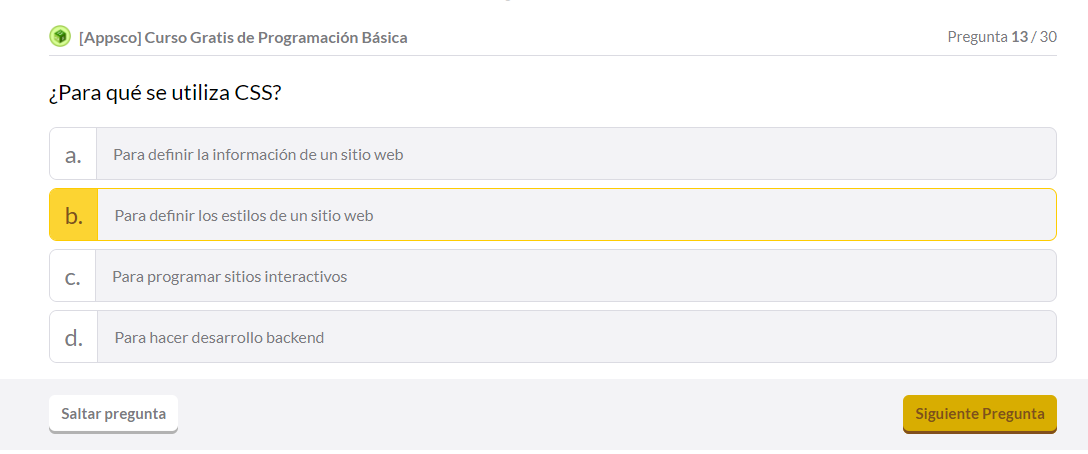 [Appsco] Curso Gratis de Programación Básica
Pregunta 13 / 30
¿Para qué se utiliza CSS?
a. Para definir la información de un sitio web
b. Para definir los estilos de un sitio web
c. Para programar sitios interactivos
d. Para hacer desarrollo backend
Saltar pregunta
Siguiente Pregunta